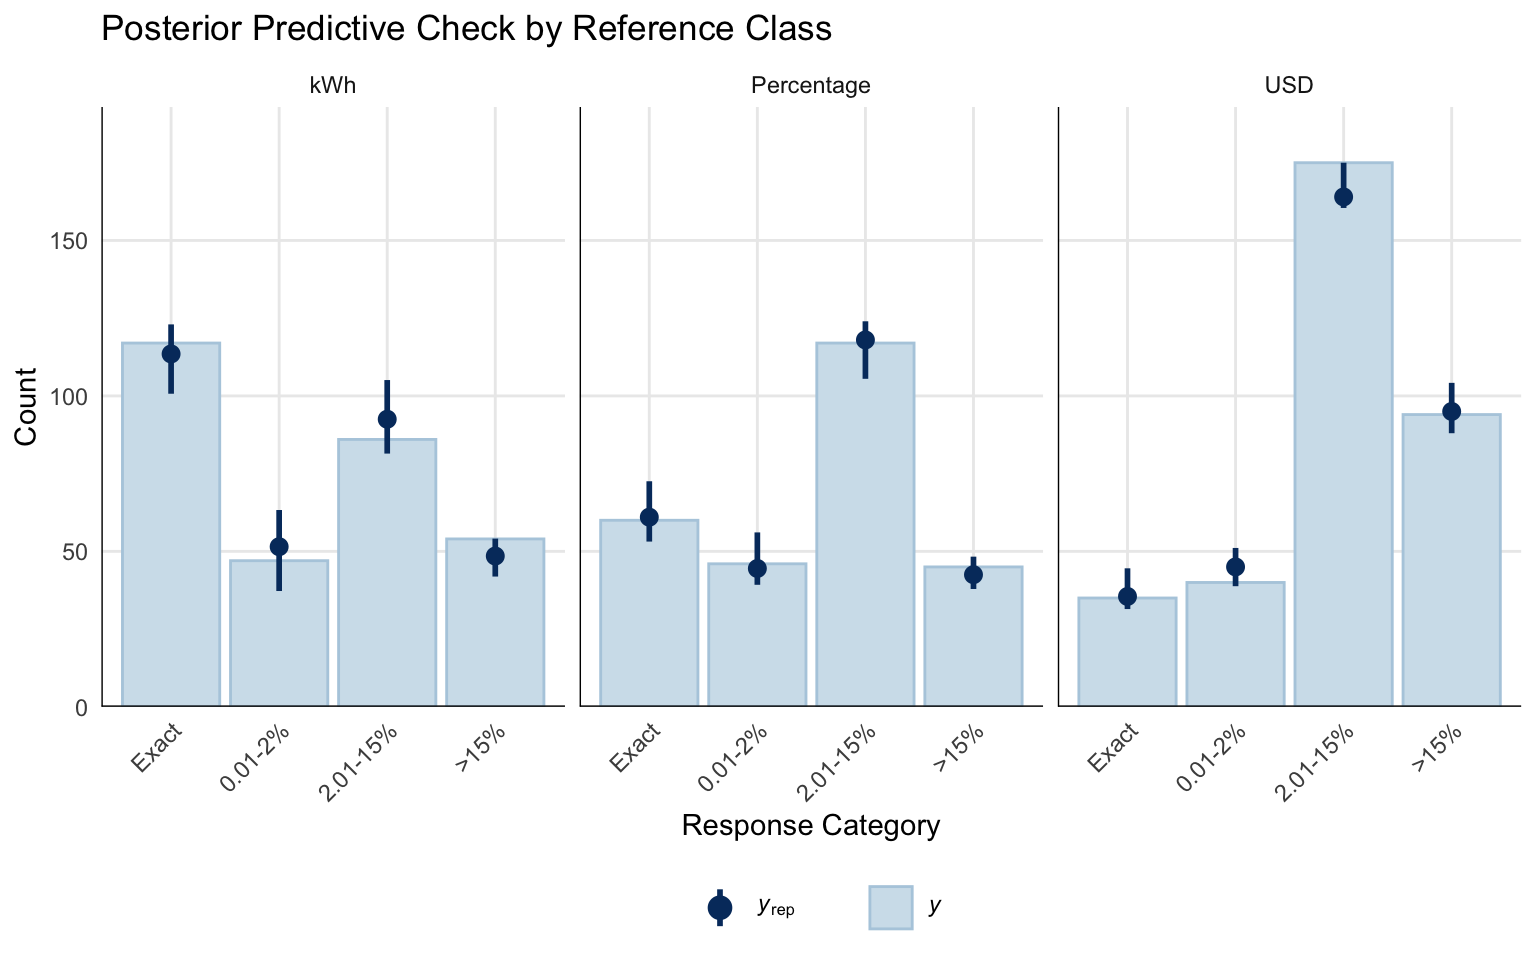 Posterior Predictive Check by Reference Class
kWh
Percentage
USD
Count
150
100
50
0
Exact
0.01-2%
2.01-15%
>15%
Exact
0.01-2%
2.01-15%
>15%
Exact
0.01-2%
2.01-15%
>15%
Response Category
yrep
y